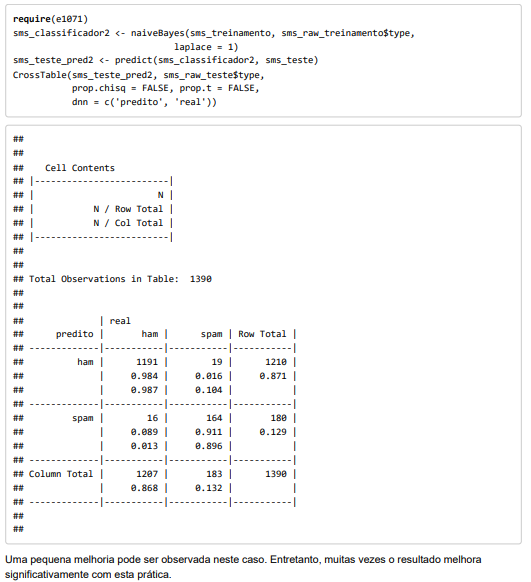 require(e1071)
sms_classificador2 <- naiveBayes(sms_treinamento, sms_raw_treinamento$type,
                            laplace = 1)
sms_teste_pred2 <- predict(sms_classificador2, sms_teste)
CrossTable(sms_teste_pred2, sms_raw_teste$type,
          prop.chisq = FALSE, prop.t = FALSE,
          dnn = c('predito', 'real'))
##
##
##    Cell Contents
## |-------------------------|
## |                       N |
## |           N / Row Total |
## |           N / Col Total |
## |-------------------------|
##
##
## Total Observations in Table:  1390
##
##
##              | real
##      predito |       ham |      spam | Row Total |
## -------------|-----------|-----------|-----------|
##          ham |      1191 |        19 |      1210 |
##              |     0.984 |     0.016 |     0.871 |
##              |     0.987 |     0.104 |           |
## -------------|-----------|-----------|-----------|
##         spam |        16 |       164 |       180 |
##              |     0.089 |     0.911 |     0.129 |
##              |     0.013 |     0.896 |           |
## -------------|-----------|-----------|-----------|
## Column Total |      1207 |       183 |      1390 |
##              |     0.868 |     0.132 |           |
## -------------|-----------|-----------|-----------|
##
##
Uma pequena melhoria pode ser observada neste caso. Entretanto, muitas vezes o resultado melhora
significativamente com esta prática.